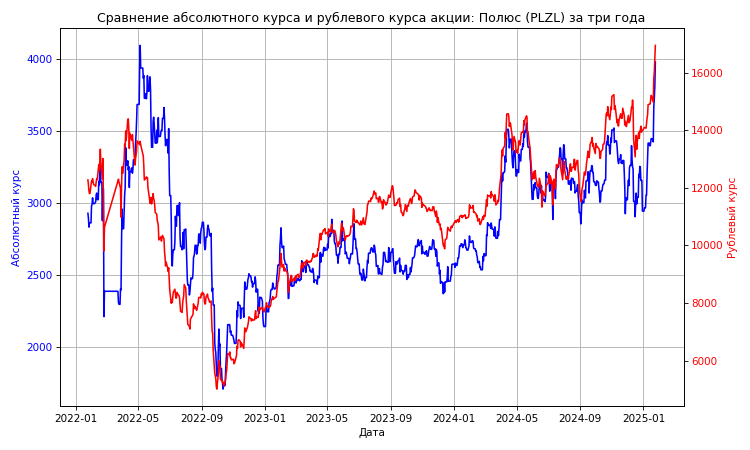 Сравнение абсолютного курса и рублевого курса акции: Полюс (PLZL) за три года
4000
3500
3000
2500
2000
Абсолютный курс
16000
14000
12000
10000
8000
6000
Рублевый курс
2022-01 2022-05 2022-09 2023-01 2023-05 2023-09 2024-01 2024-05 2024-09 2025-01
Дата